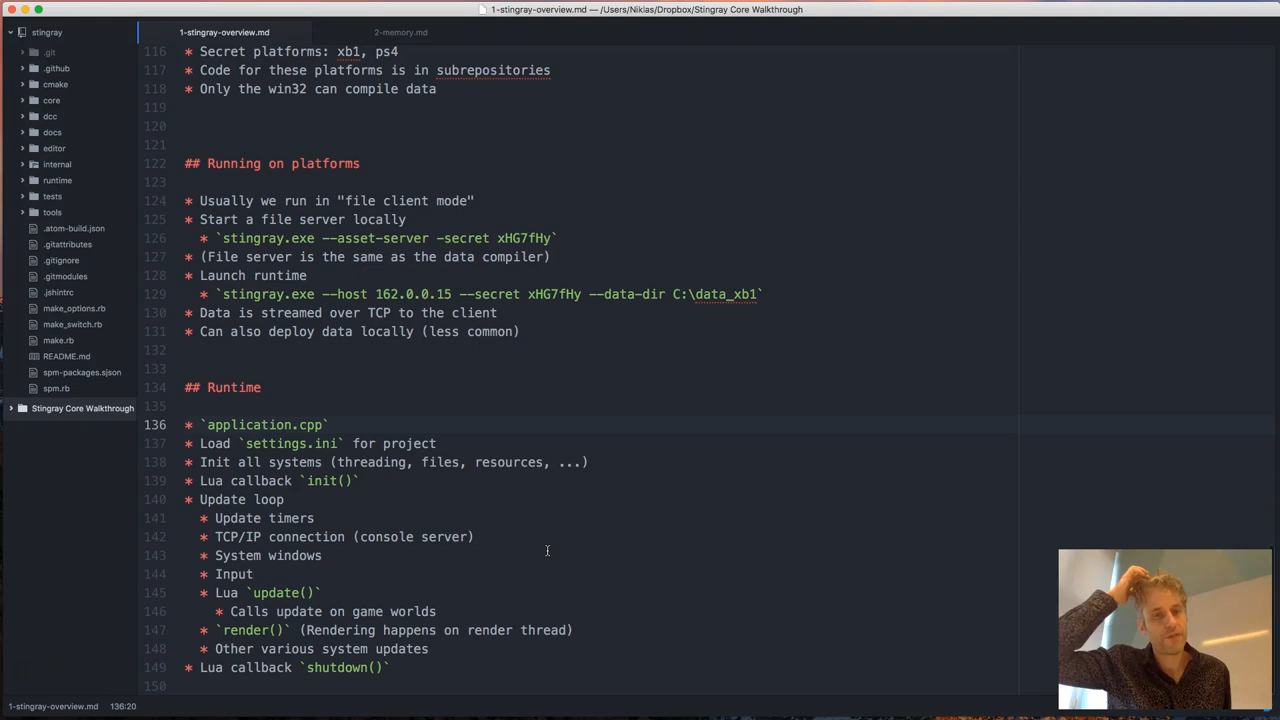 1-stingray-overview.md — /Users/Niklas/Dropbox/Stingray Core Walkthrough
stingray
.git
.github
cmake
core
dcc
docs
editor
internal
runtime
tests
tools
.atom-build.json
.gitattributes
.gitignore
.gitmodules
.jshintrc
make_options.rb
make_switch.rb
make.rb
README.md
spm-packages.sjson
spm.rb
Stingray Core Walkthrough
1-stingray-overview.md
2-memory.md
116 * Secret platforms: xb1, ps4
117 * Code for these platforms is in subrepositories
118 * Only the win32 can compile data
119
120
121
122 ## Running on platforms
123
124 * Usually we run in "file client mode"
125 * Start a file server locally
126 * `stingray.exe --asset-server -secret xHG7fHy`
127 * (File server is the same as the data compiler)
128 * Launch runtime
129 * `stingray.exe --host 162.0.0.15 --secret xHG7fHy --data-dir C:\data_xb1`
130 * Data is streamed over TCP to the client
131 * Can also deploy data locally (less common)
132
133
134 ## Runtime
135
136 * `application.cpp`
137 * Load `settings.ini` for project
138 * Init all systems (threading, files, resources, ...)
139 * Lua callback `init()`
140 * Update loop
141 * Update timers
142 * TCP/IP connection (console server)
143 * System windows
144 * Input
145 * Lua `update()`
146 * Calls update on game worlds
147 * `render()` (Rendering happens on render thread)
148 * Other various system updates
149 * Lua callback `shutdown()`
150
1-stingray-overview.md 136:20